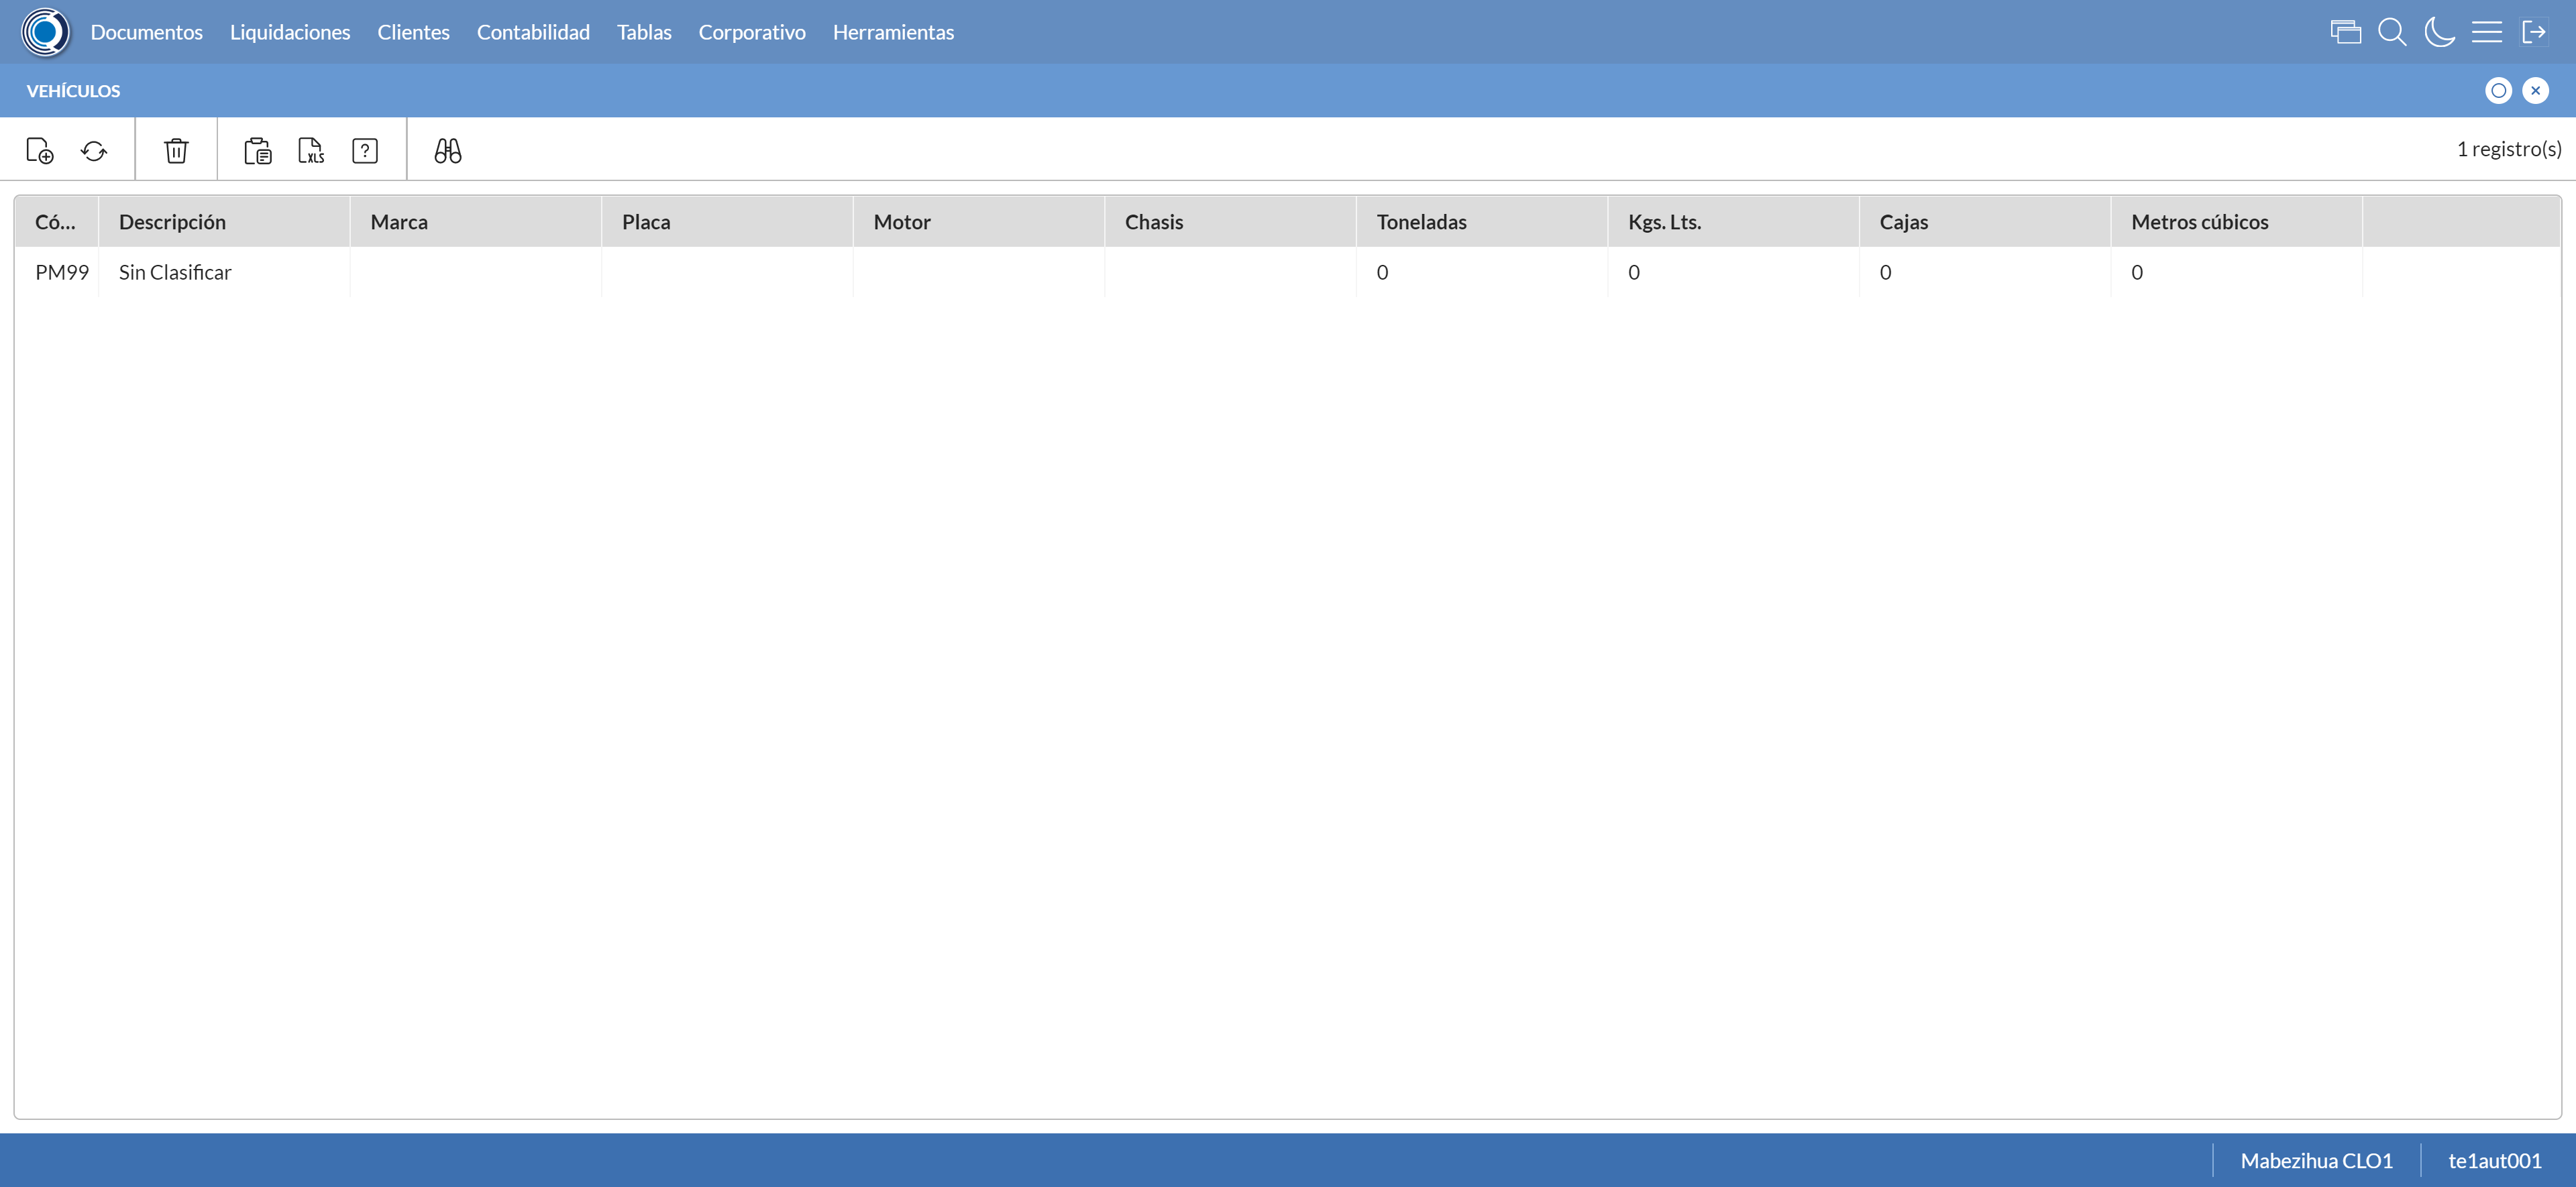 Documentos Liquidaciones Clientes Contabilidad Tablas Corporativo Herramientas
VEHÍCULOS
XLS ? 1 registro(s)
Có... Descripción Marca Placa Motor Chasis Toneladas Kgs. Lts. Cajas Metros cúbicos
PM99 Sin Clasificar 0 0 0 0
Mabezihua CLO1 te1aut001